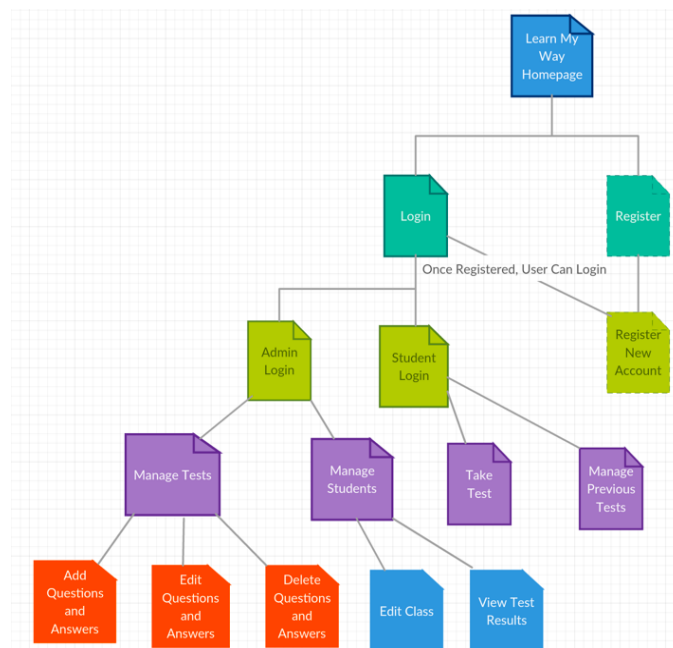 Learn My
Way
Homepage
Login
Register
Once Registered, User Can Login
Admin
Login
Student
Login
Register
New
Account
Manage Tests
Manage
Students
Take
Test
Manage
Previous
Tests
Add
Questions
and
Answers
Edit
Questions
and
Answers
Delete
Questions
and
Answers
Edit Class
View Test
Results